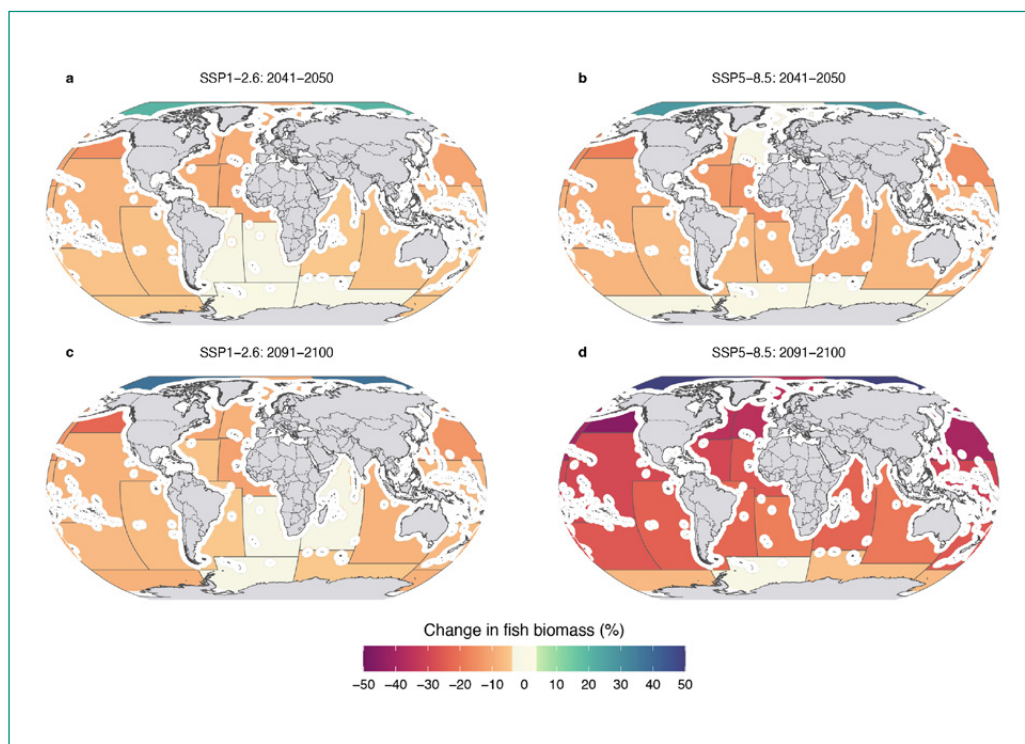 a SSP1−2.6: 2041−2050
b SSP5−8.5: 2041−2050
c SSP1−2.6: 2091−2100
d SSP5−8.5: 2091−2100
Change in fish biomass (%)
−50 −40 −30 −20 −10 0 10 20 30 40 50